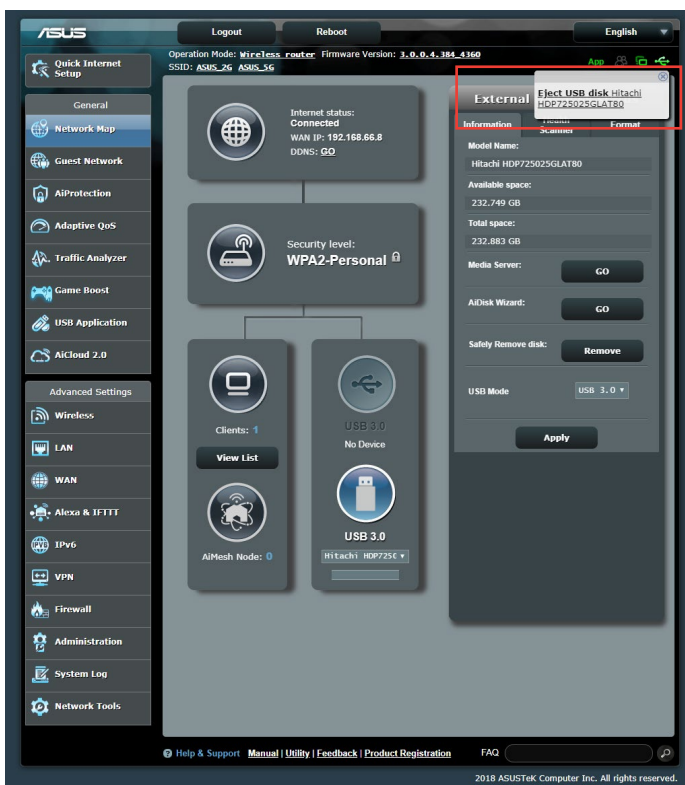 ASUS
Logout
Reboot
English
Quick Internet
Setup
Operation Mode: Wireless router Firmware Version: 3.0.0.4.384_4360
SSID: ASUS_2G ASUS_5G
App
General
Network Map
Guest Network
AiProtection
Adaptive QoS
Traffic Analyzer
Game Boost
USB Application
AiCloud 2.0
Advanced Settings
Wireless
LAN
WAN
Alexa & IFTTT
IPv6
VPN
Firewall
Administration
System Log
Network Tools
Internet status:
Connected
WAN IP: 192.168.66.8
DDNS: GO
Security level:
WPA2-Personal
Clients: 1
View List
AiMesh Node: 0
USB 3.0
No Device
USB 3.0
Hitachi HDP725
External
Eject USB disk Hitachi
HDP725025GLAT80
Information
Scanner
Format
Model Name:
Hitachi HDP725025GLAT80
Available space:
232.749 GB
Total space:
232.883 GB
Media Server:
GO
AiDisk Wizard:
GO
Safely Remove disk:
Remove
USB Mode
USB 3.0
Apply
Help & Support Manual | Utility | Feedback | Product Registration
FAQ
2018 ASUSTeK Computer Inc. All rights reserved.